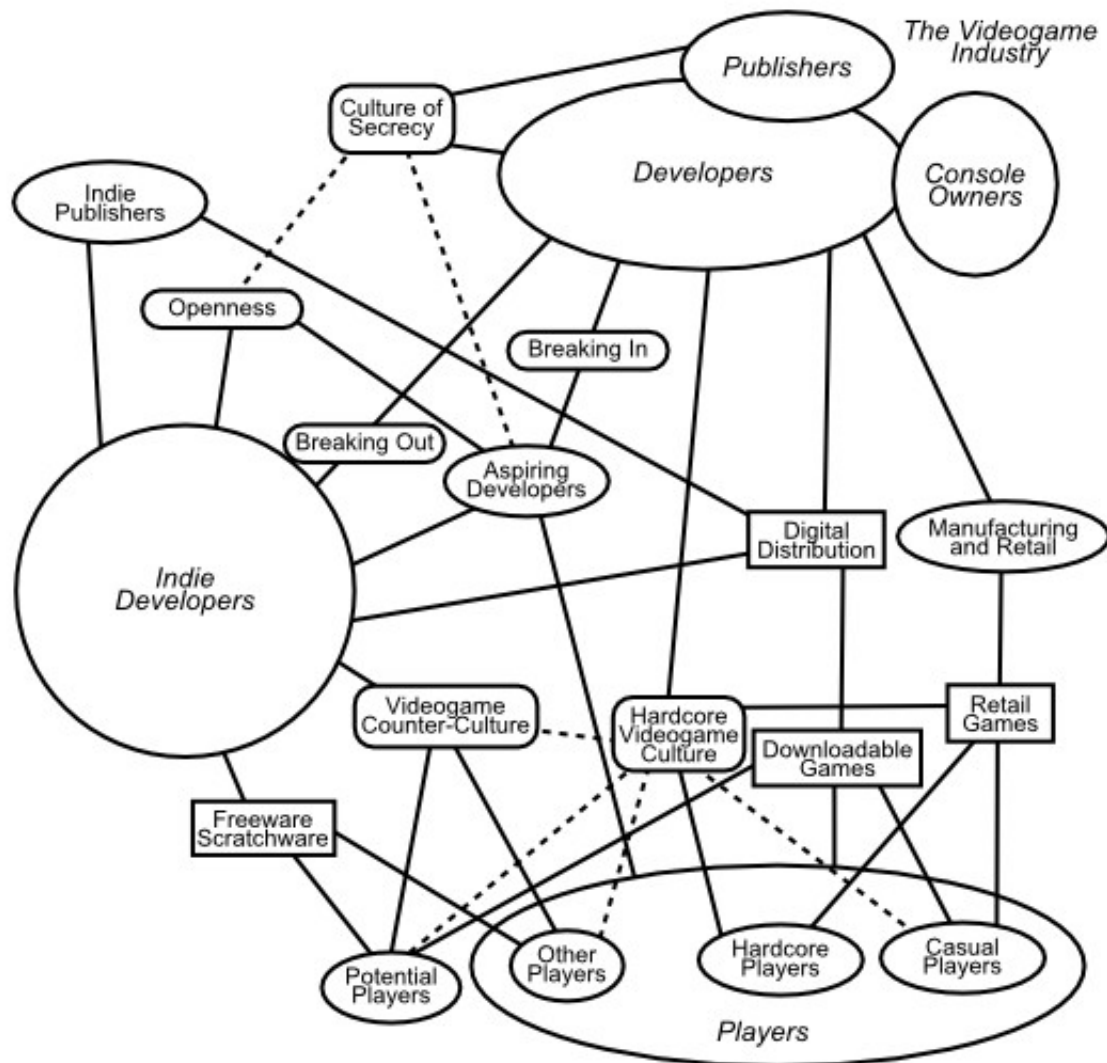 The Videogame
Industry
Publishers
Culture of
Secrecy
Developers
Console
Owners
Indie
Publishers
Openness
Breaking In
Breaking Out
Aspiring
Developers
Digital
Distribution
Manufacturing
and Retail
Indie
Developers
Videogame
Counter-Culture
Hardcore
Videogame
Culture
Retail
Games
Downloadable
Games
Freeware
Scratchware
Potential
Players
Other
Players
Hardcore
Players
Casual
Players
Players